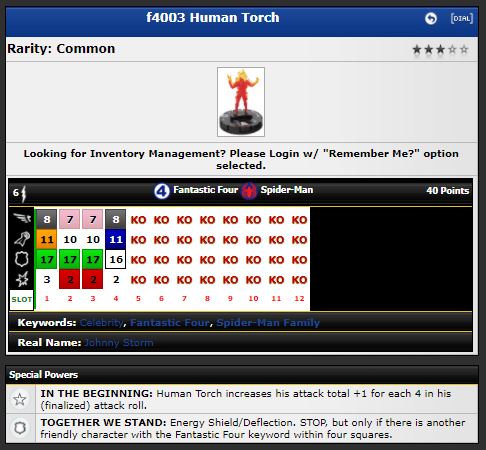 f4003 Human Torch
[DIAL]
Rarity: Common
Looking for Inventory Management? Please Login w/ "Remember Me?" option
selected.
6 4 Fantastic Four Spider-Man 40 Points
8 7 7 8 KO KO KO KO KO KO KO KO
11 10 10 11 KO KO KO KO KO KO KO KO
17 17 17 16 KO KO KO KO KO KO KO KO
3 2 2 2 KO KO KO KO KO KO KO KO
SLOT 1 2 3 4 5 6 7 8 9 10 11 12
Keywords: Celebrity, Fantastic Four, Spider-Man Family
Real Name: Johnny Storm
Special Powers
IN THE BEGINNING: Human Torch increases his attack total +1 for each 4 in his
(finalized) attack roll.
TOGETHER WE STAND: Energy Shield/Deflection. STOP, but only if there is another
friendly character with the Fantastic Four keyword within four squares.